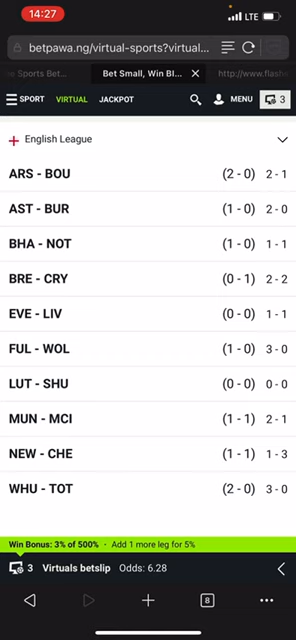 14:27
LTE
betpawa.ng/virtual-sports?virtual...
e Sports Bet...
Bet Small, Win BI...
http://www.flash
SPORT VIRTUAL JACKPOT MENU 3
English League
ARS - BOU (2 - 0) 2 - 1
AST - BUR (1 - 0) 2 - 0
BHA - NOT (1 - 0) 1 - 1
BRE - CRY (0 - 1) 2 - 2
EVE - LIV (0 - 0) 1 - 1
FUL - WOL (1 - 0) 3 - 0
LUT - SHU (0 - 0) 0 - 0
MUN - MCI (1 - 1) 2 - 1
NEW - CHE (1 - 1) 1 - 3
WHU - TOT (2 - 0) 3 - 0
Win Bonus: 3% of 500% · Add 1 more leg for 5%
3 Virtuals betslip Odds: 6.28
8